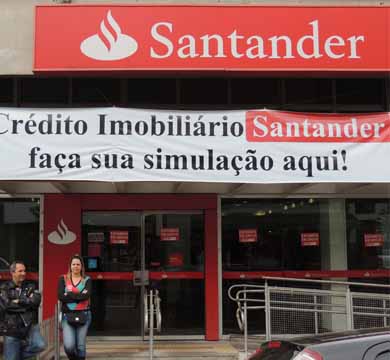 Santander
Crédito Imobiliário Santander
faça sua simulação aqui!